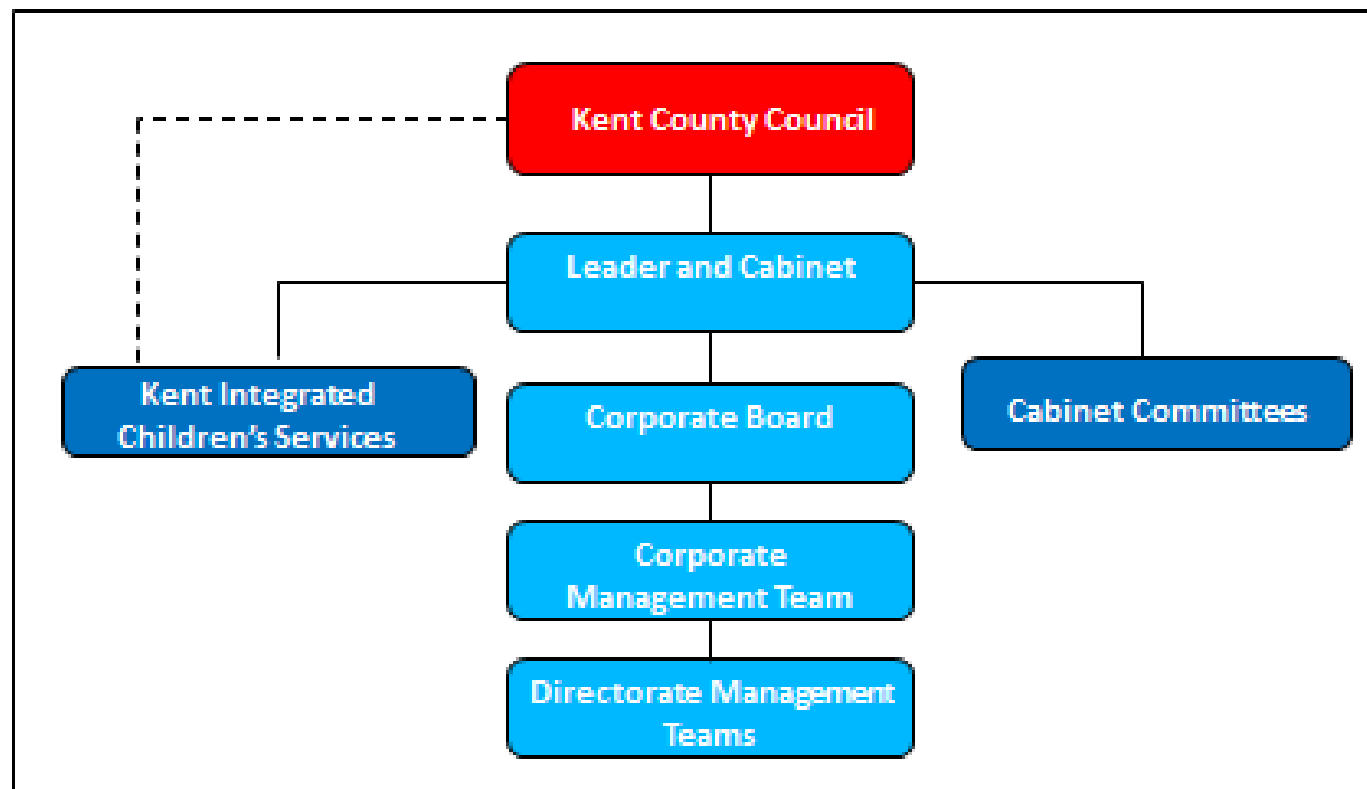 Kent County Council
Leader and Cabinet
Kent Integrated
Children's Services
Corporate Board
Cabinet Committees
Corporate
Management Team
Directorate Management
Teams